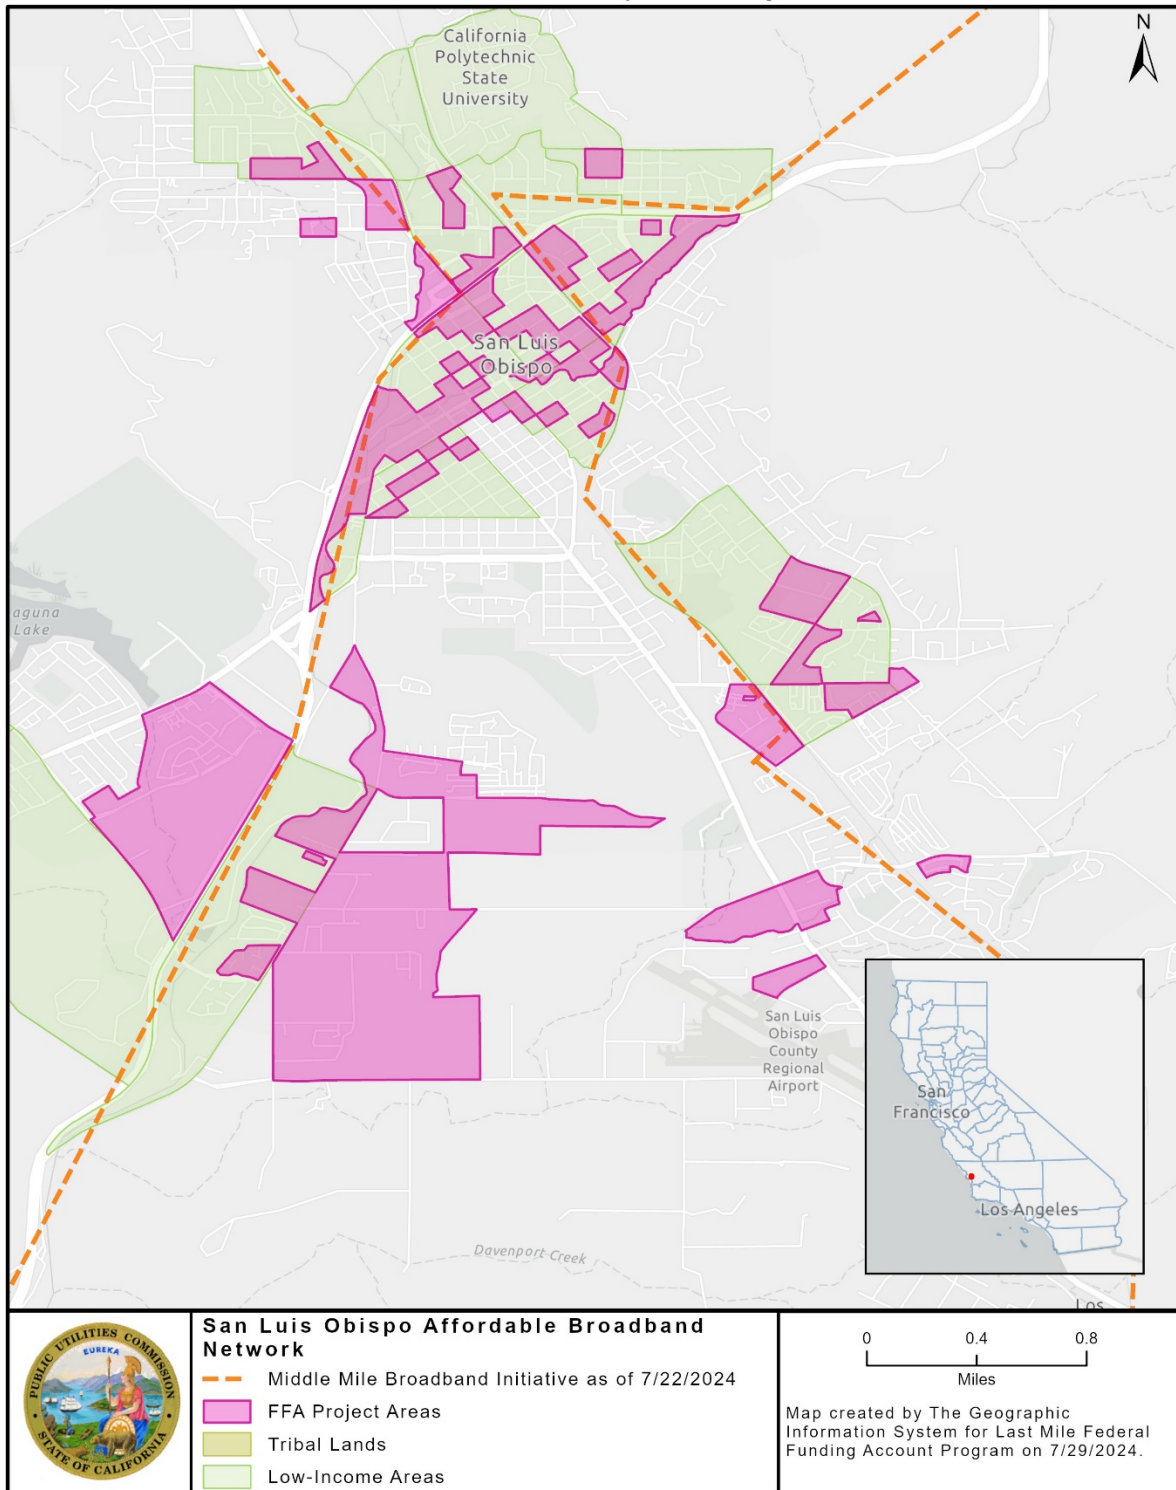 N
California
Polytechnic
State
University
San Luis
Obispo
aguna
Lake
San Luis
Obispo
County
Regional
Airport
San
Francisco
Los Angeles
Davenport Creek
Los
PUBLIC UTILITIES COMMISSION
EUREKA
STATE OF CALIFORNIA
San Luis Obispo Affordable Broadband
Network
Middle Mile Broadband Initiative as of 7/22/2024
FFA Project Areas
Tribal Lands
Low-Income Areas
0 0.4 0.8
Miles
Map created by The Geographic
Information System for Last Mile Federal
Funding Account Program on 7/29/2024.